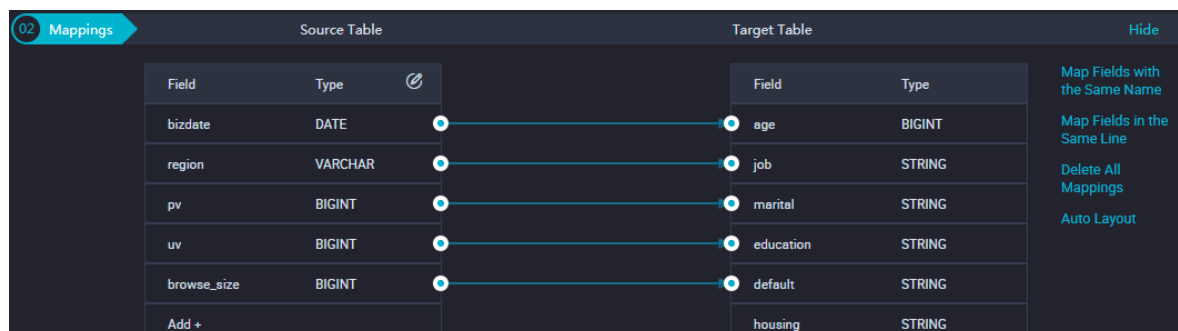 02 Mappings Source Table Target Table Hide
Field Type Field Type Map Fields with
the Same Name
bizdate DATE age BIGINT Map Fields in the
Same Line
region VARCHAR job STRING Delete All
Mappings
pv BIGINT marital STRING Auto Layout
uv BIGINT education STRING
browse_size BIGINT default STRING
Add + housing STRING